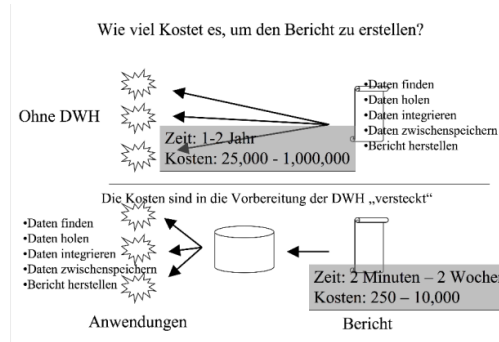 Wie viel Kostet es, um den Bericht zu erstellen?
Ohne DWH
•Daten finden
•Daten holen
•Daten integrieren
•Daten zwischenspeichern
•Bericht herstellen
Zeit: 1-2 Jahr
Kosten: 25,000 - 1,000,000
Die Kosten sind in die Vorbereitung der DWH „versteckt“
•Daten finden
•Daten holen
•Daten integrieren
•Daten zwischenspeichern
•Bericht herstellen
Zeit: 2 Minuten – 2 Woche
Kosten: 250 – 10,000
Anwendungen
Bericht